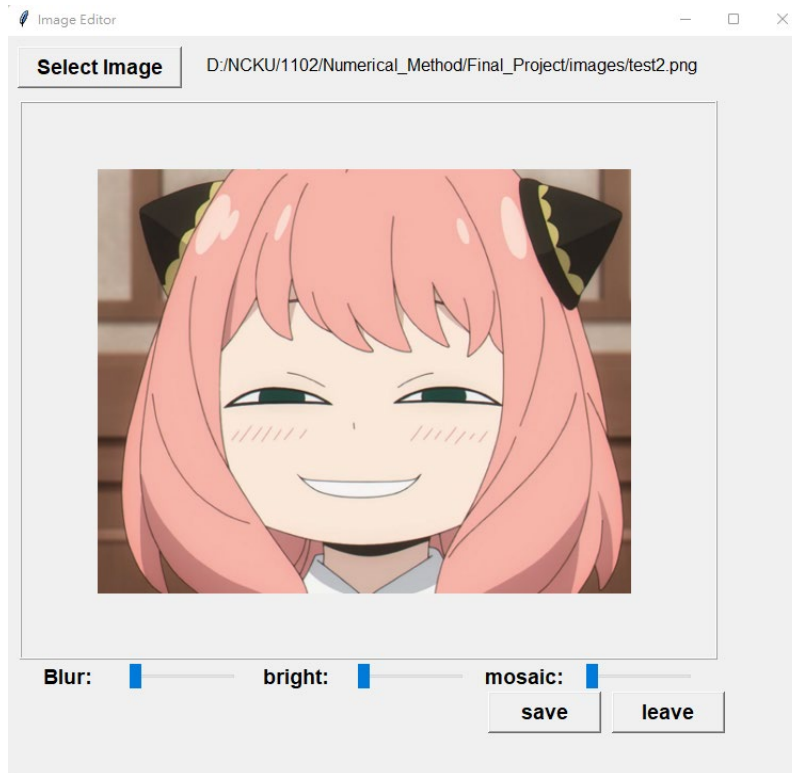 Image Editor
Select Image D:/NCKU/1102/Numerical_Method/Final_Project/images/test2.png
Blur: bright: mosaic:
save leave